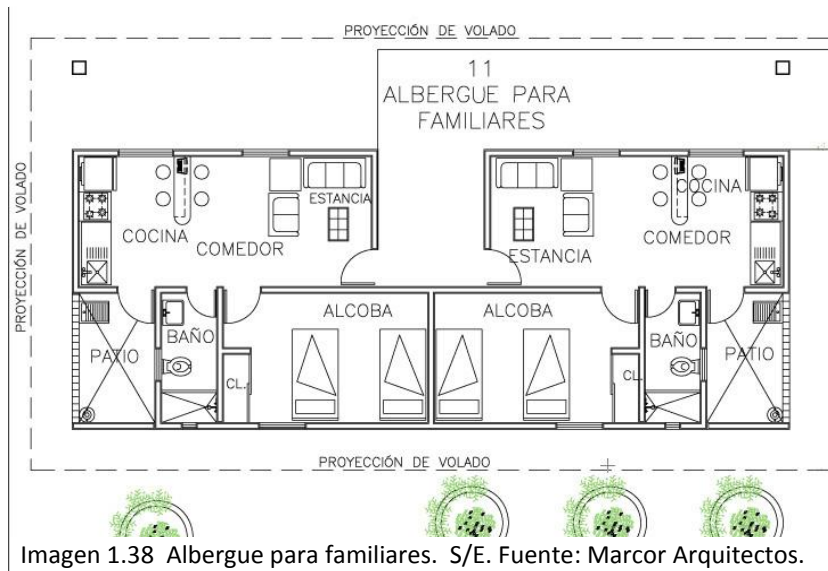 PROYECCIÓN DE VOLADO
11
ALBERGUE PARA
FAMILIARES
PROYECCIÓN DE VOLADO
ESTANCIA
COCINA
COCINA
COMEDOR
COMEDOR
ESTANCIA
ALCOBA
ALCOBA
BAÑO
BAÑO
PATIO
PATIO
CL.
CL.
PROYECCIÓN DE VOLADO
Imagen 1.38 Albergue para familiares. S/E. Fuente: Marcor Arquitectos.